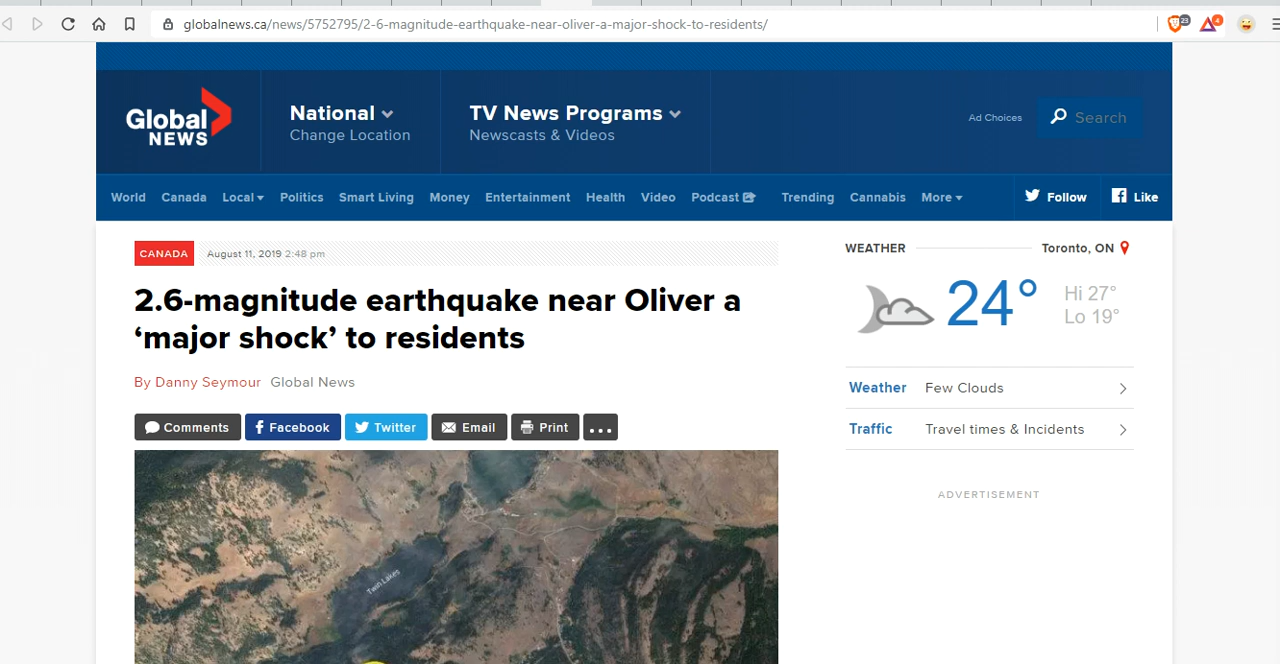 globalnews.ca/news/5752795/2-6-magnitude-earthquake-near-oliver-a-major-shock-to-residents/
23
4
Global
NEWS
National
Change Location
TV News Programs
Newscasts & Videos
Ad Choices
Search
World Canada Local Politics Smart Living Money Entertainment Health Video Podcast Trending Cannabis More
Follow
Like
CANADA
August 11, 2019 2:48 pm
2.6-magnitude earthquake near Oliver a
‘major shock’ to residents
By Danny Seymour Global News
Comments Facebook Twitter Email Print ...
Twin Lakes
WEATHER
Toronto, ON
24°
Hi 27°
Lo 19°
Weather Few Clouds
Traffic Travel times & Incidents
ADVERTISEMENT